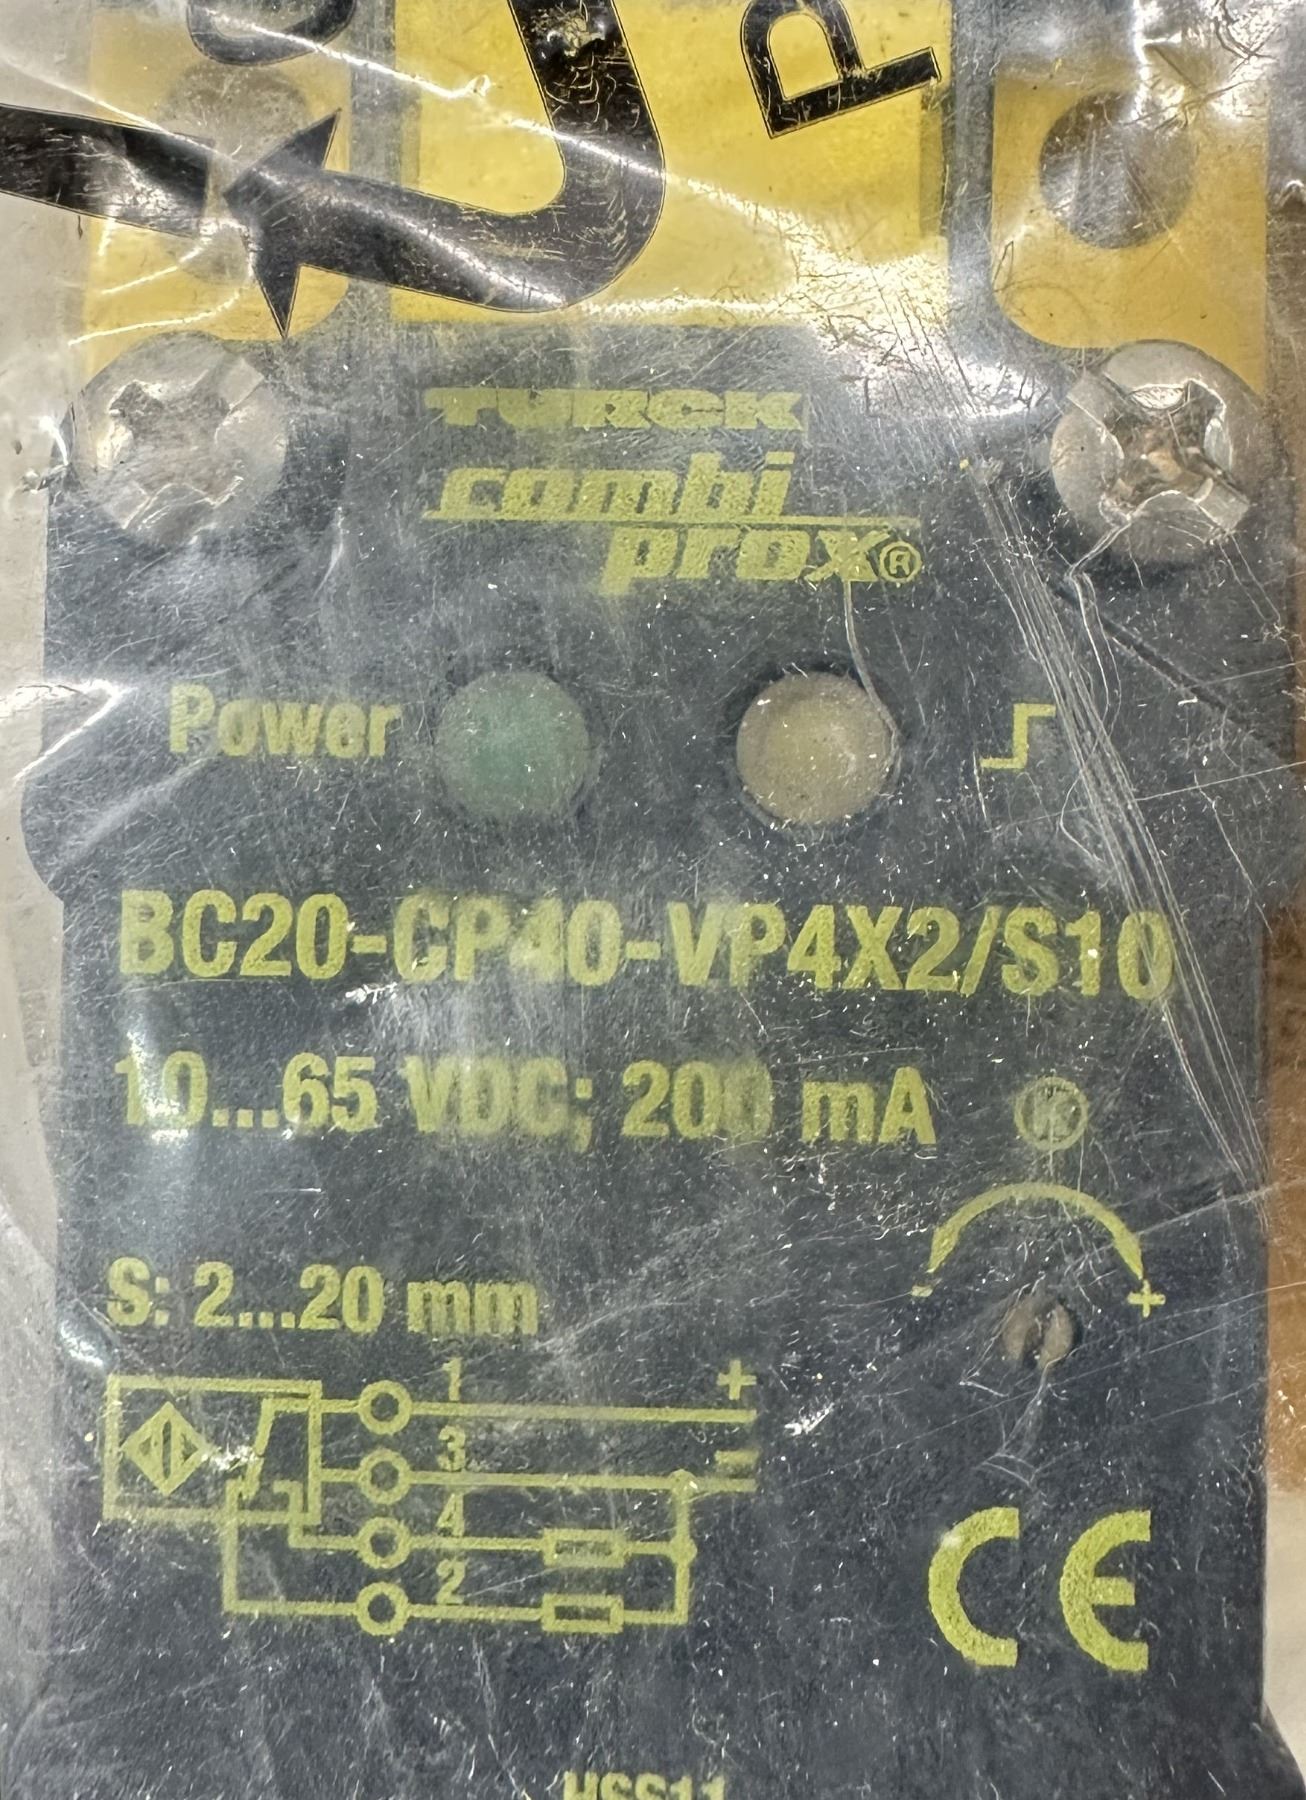 P
TURCK
combi
prox®
Power
BC20-CP40-VP4X2/S10
10...65 VDC; 200 mA
K
- +
S: 2...20 mm
1 +
3 -
4
2
CE